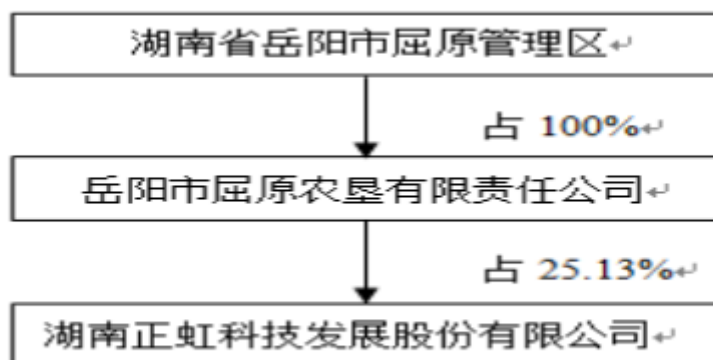 湖南省岳阳市屈原管理区↵
占 100%↵
岳阳市屈原农垦有限责任公司↵
占 25.13%↵
湖南正虹科技发展股份有限公司↵